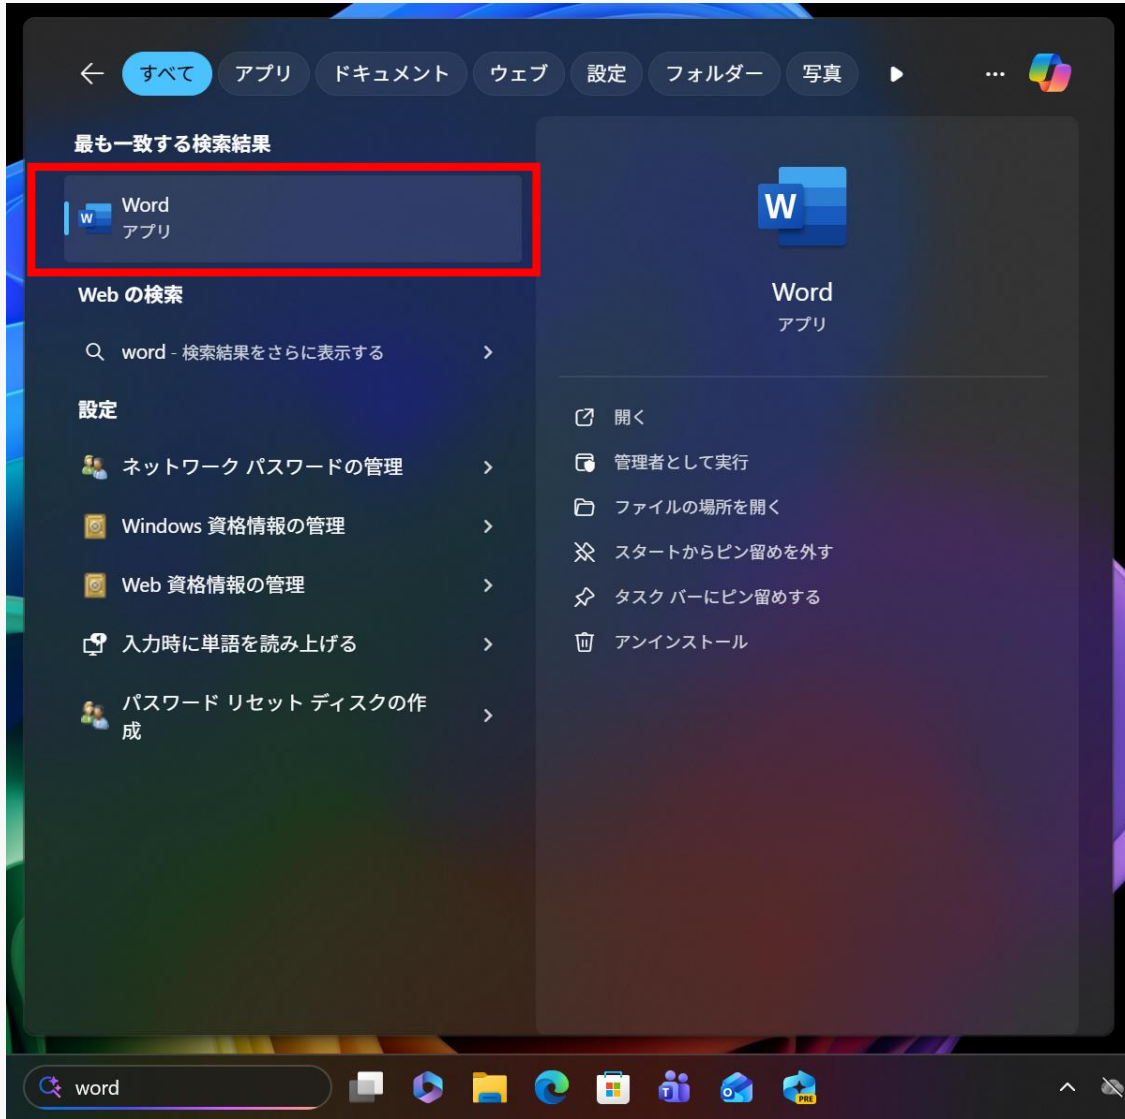 すべて アプリ ドキュメント ウェブ 設定 フォルダー 写真
最も一致する検索結果
Word
アプリ
Web の検索
word - 検索結果をさらに表示する
設定
ネットワーク パスワードの管理
Windows 資格情報の管理
Web 資格情報の管理
入力時に単語を読み上げる
パスワード リセット ディスクの作
成
W
Word
アプリ
開く
管理者として実行
ファイルの場所を開く
スタートからピン留めを外す
タスク バーにピン留めする
アンインストール
word
PRE